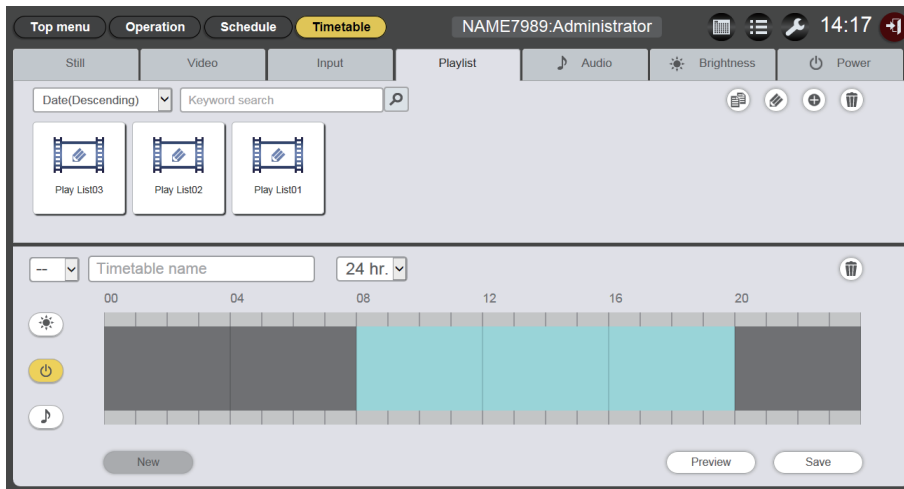 Top menu Operation Schedule Timetable NAME7989:Administrator 14:17
Still Video Input Playlist Audio Brightness Power
Date(Descending) Keyword search
Play List03 Play List02 Play List01
-- Timetable name 24 hr.
00 04 08 12 16 20
New Preview Save